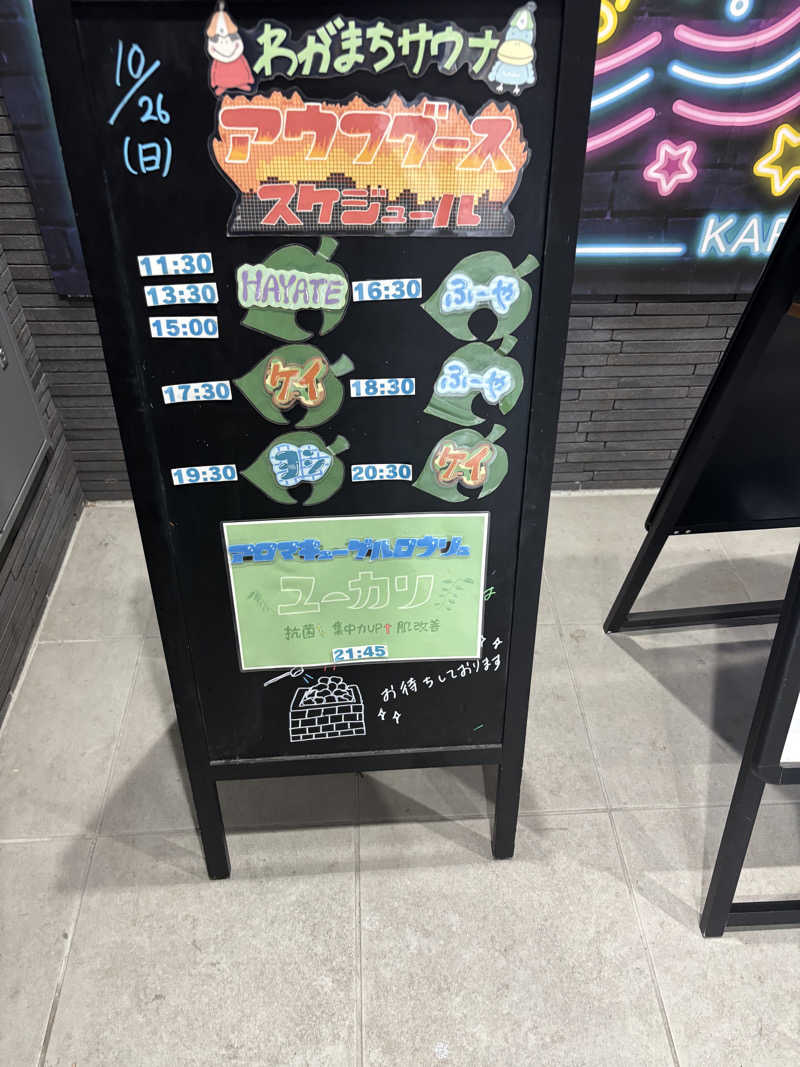 10/26
(日)
わがまちサウナ
アウフグース
スケジュール
11:30
13:30 HAYATE
15:00
16:30 ふーや
17:30 ケイ
18:30 ふーや
19:30 ヨシ
20:30 ケイ
アロマキューゲルロウリュ
ユーカリ
抗菌 集中力UP↑ 肌改善
21:45
お待ちしております